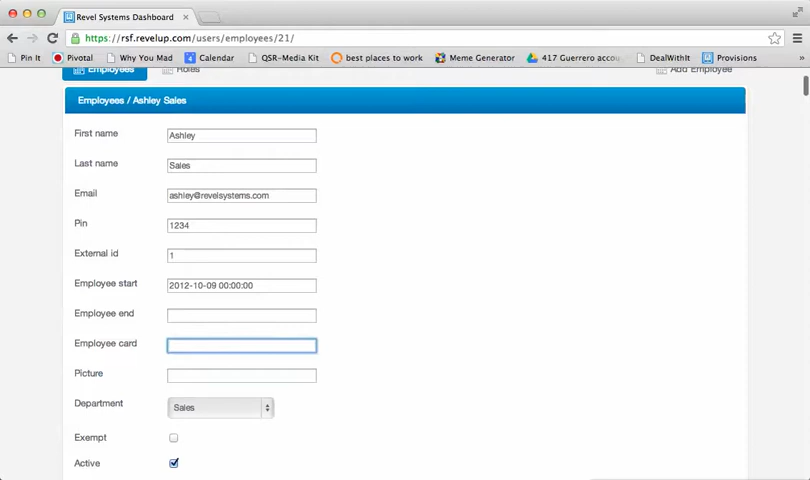 Revel Systems Dashboard
https://rsf.revelup.com/users/employees/21/
Pin It Pivotal Why You Mad 4 Calendar QSR-Media Kit best places to work Meme Generator 417 Guerrero accou DealWithIt Provisions »
Employees Roles Add Employee
Employees / Ashley Sales
First name Ashley
Last name Sales
Email ashley@revelsystems.com
Pin 1234
External id 1
Employee start 2012-10-09 00:00:00
Employee end
Employee card
Picture
Department Sales
Exempt
Active